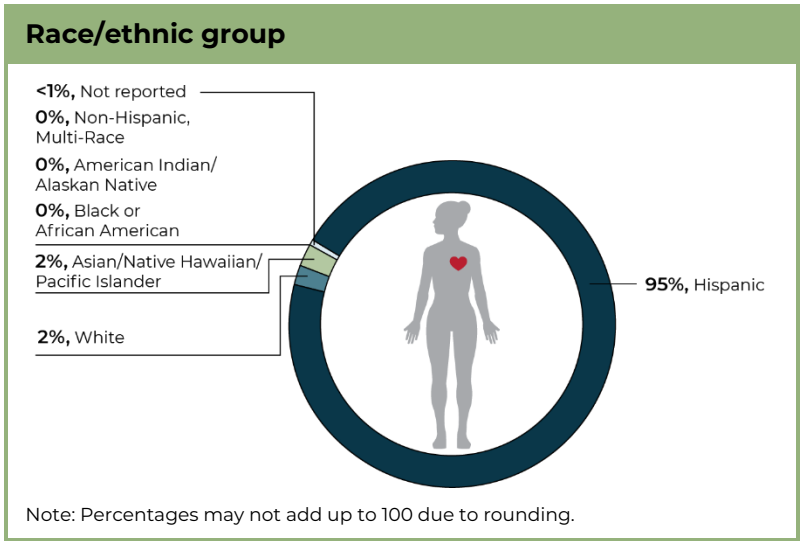 Race/ethnic group
<1%, Not reported
0%, Non-Hispanic,
Multi-Race
0%, American Indian/
Alaskan Native
0%, Black or
African American
2%, Asian/Native Hawaiian/
Pacific Islander
2%, White
95%, Hispanic
Note: Percentages may not add up to 100 due to rounding.